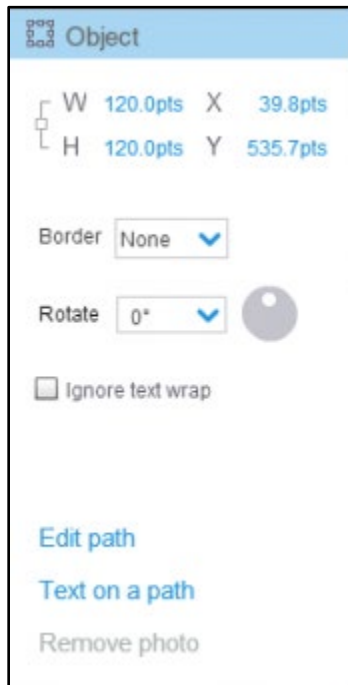 Object
W 120.0pts X 39.8pts
H 120.0pts Y 535.7pts
Border None
Rotate 0°
Ignore text wrap
Edit path
Text on a path
Remove photo